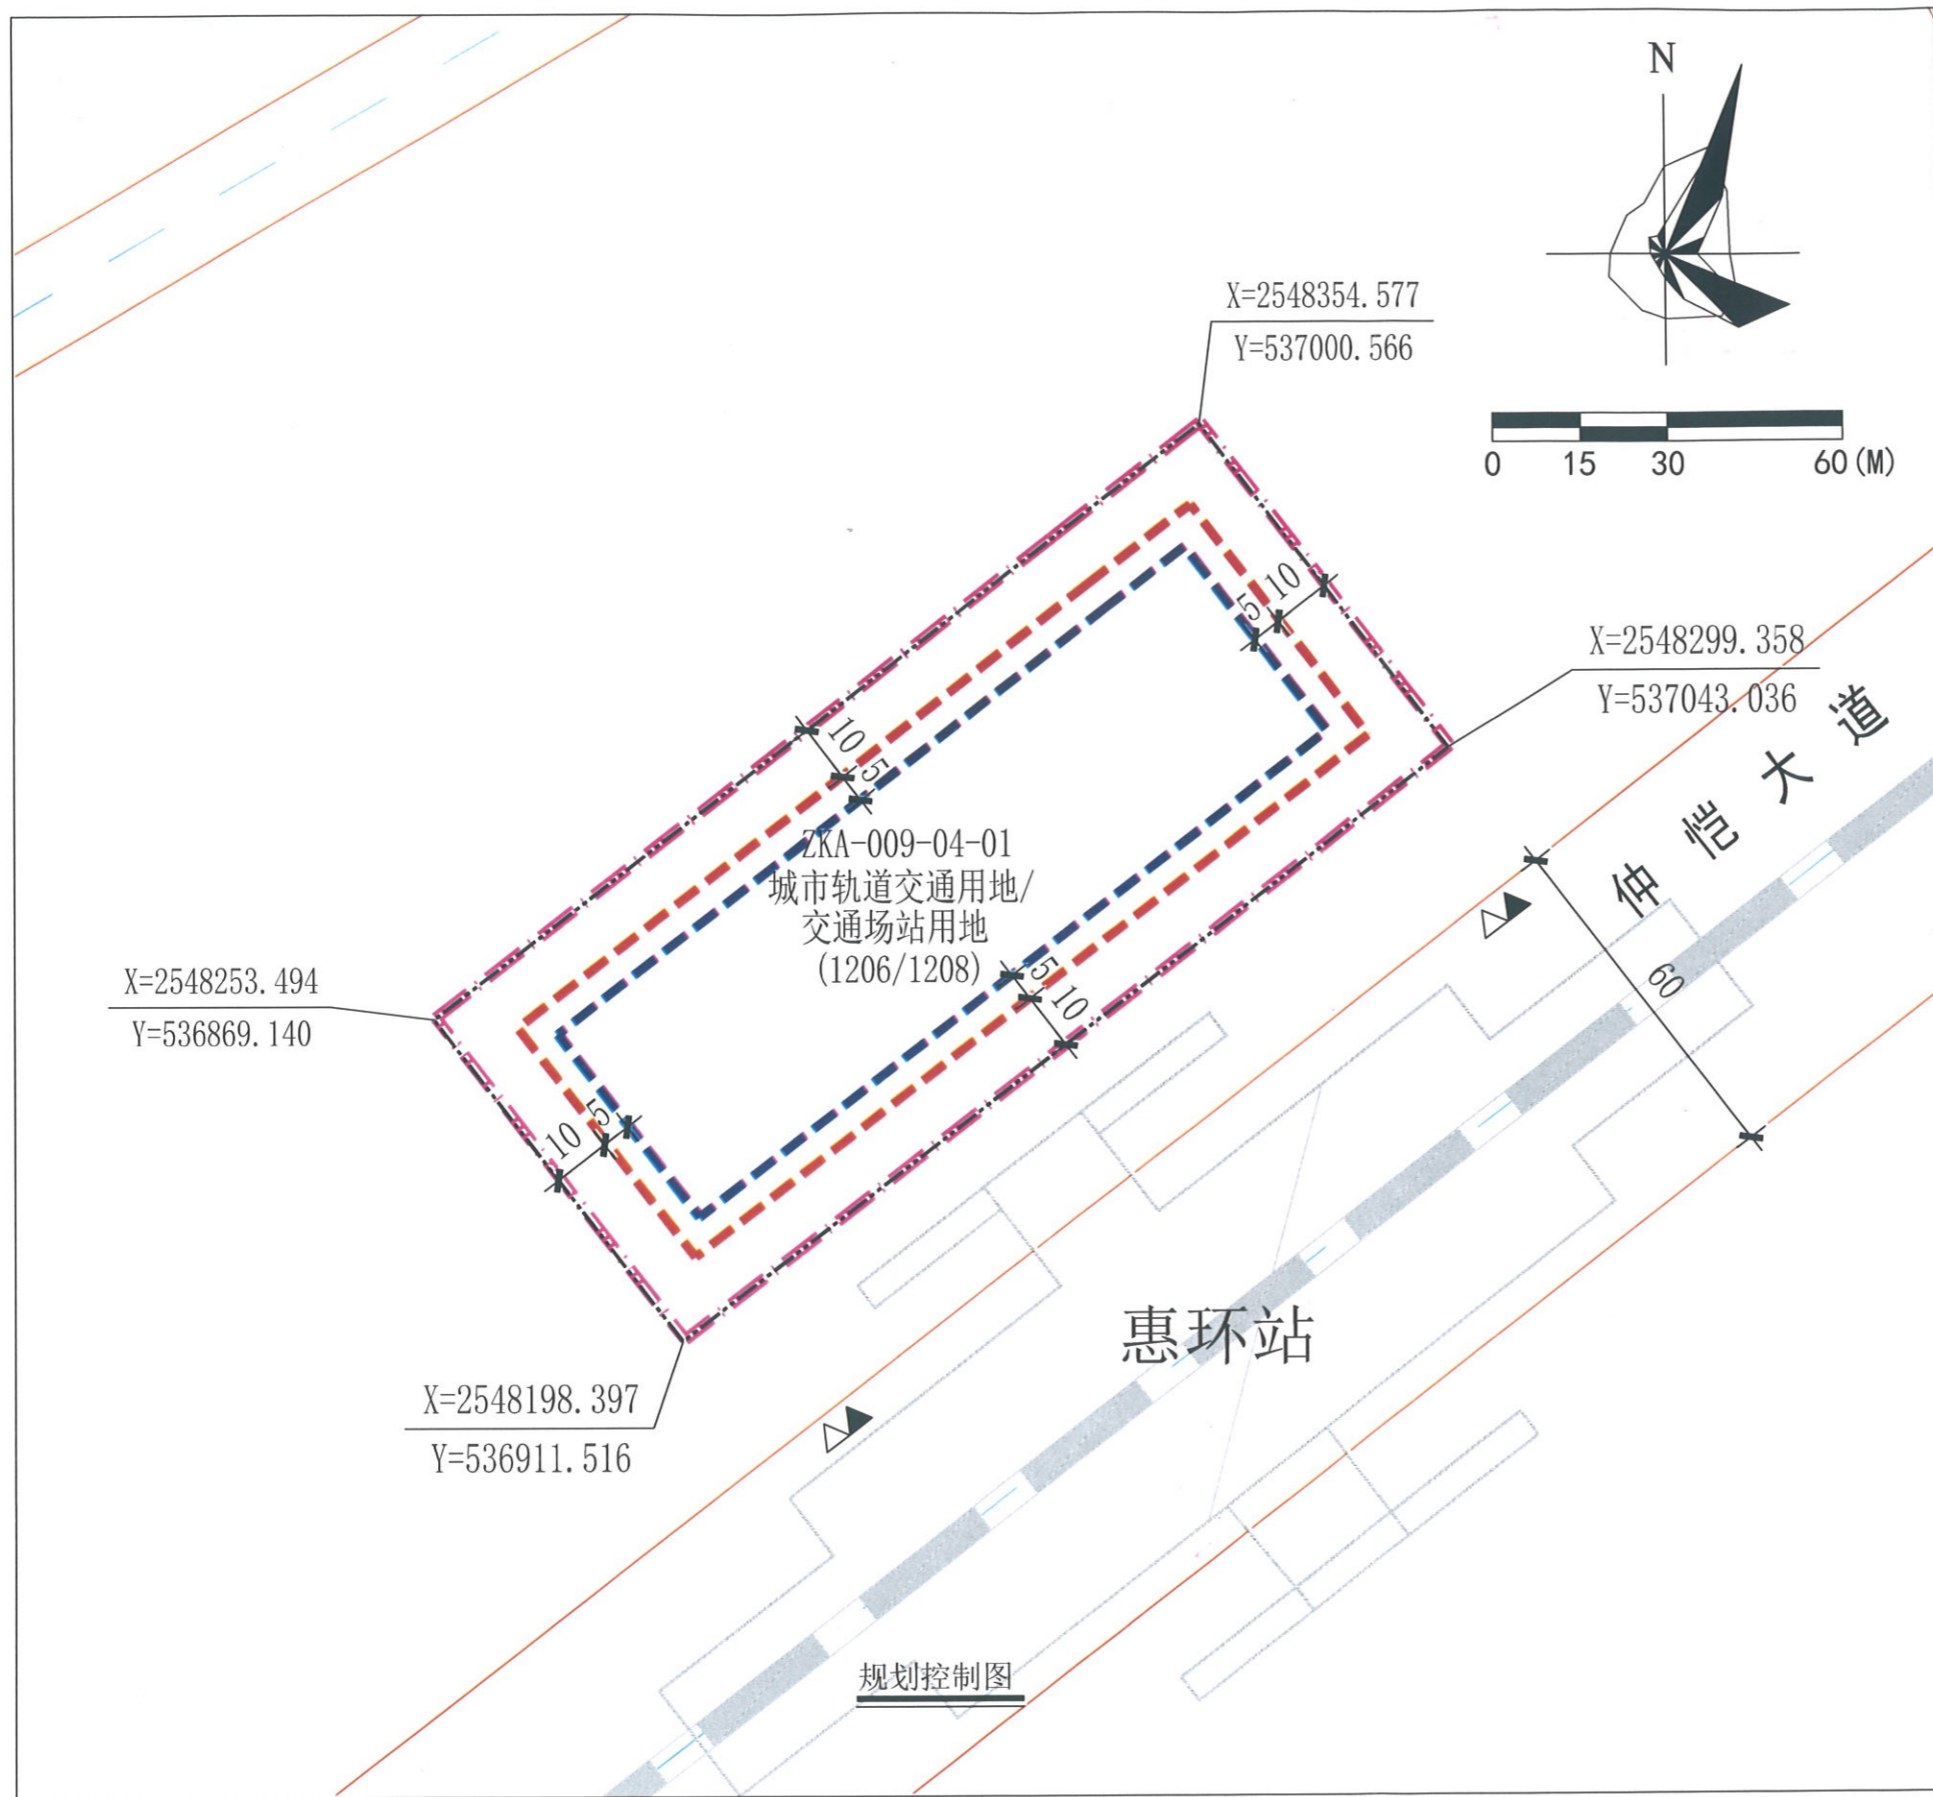 N
X=2548354.577
Y=537000.566
0 15 30 60(M)
10
5
X=2548299.358
Y=537043.036
仲恺大道
10
5
ZKA-009-04-01
城市轨道交通用地/
交通场站用地
(1206/1208)
5
10
60
X=2548253.494
Y=536869.140
5
10
惠环站
X=2548198.397
Y=536911.516
规划控制图